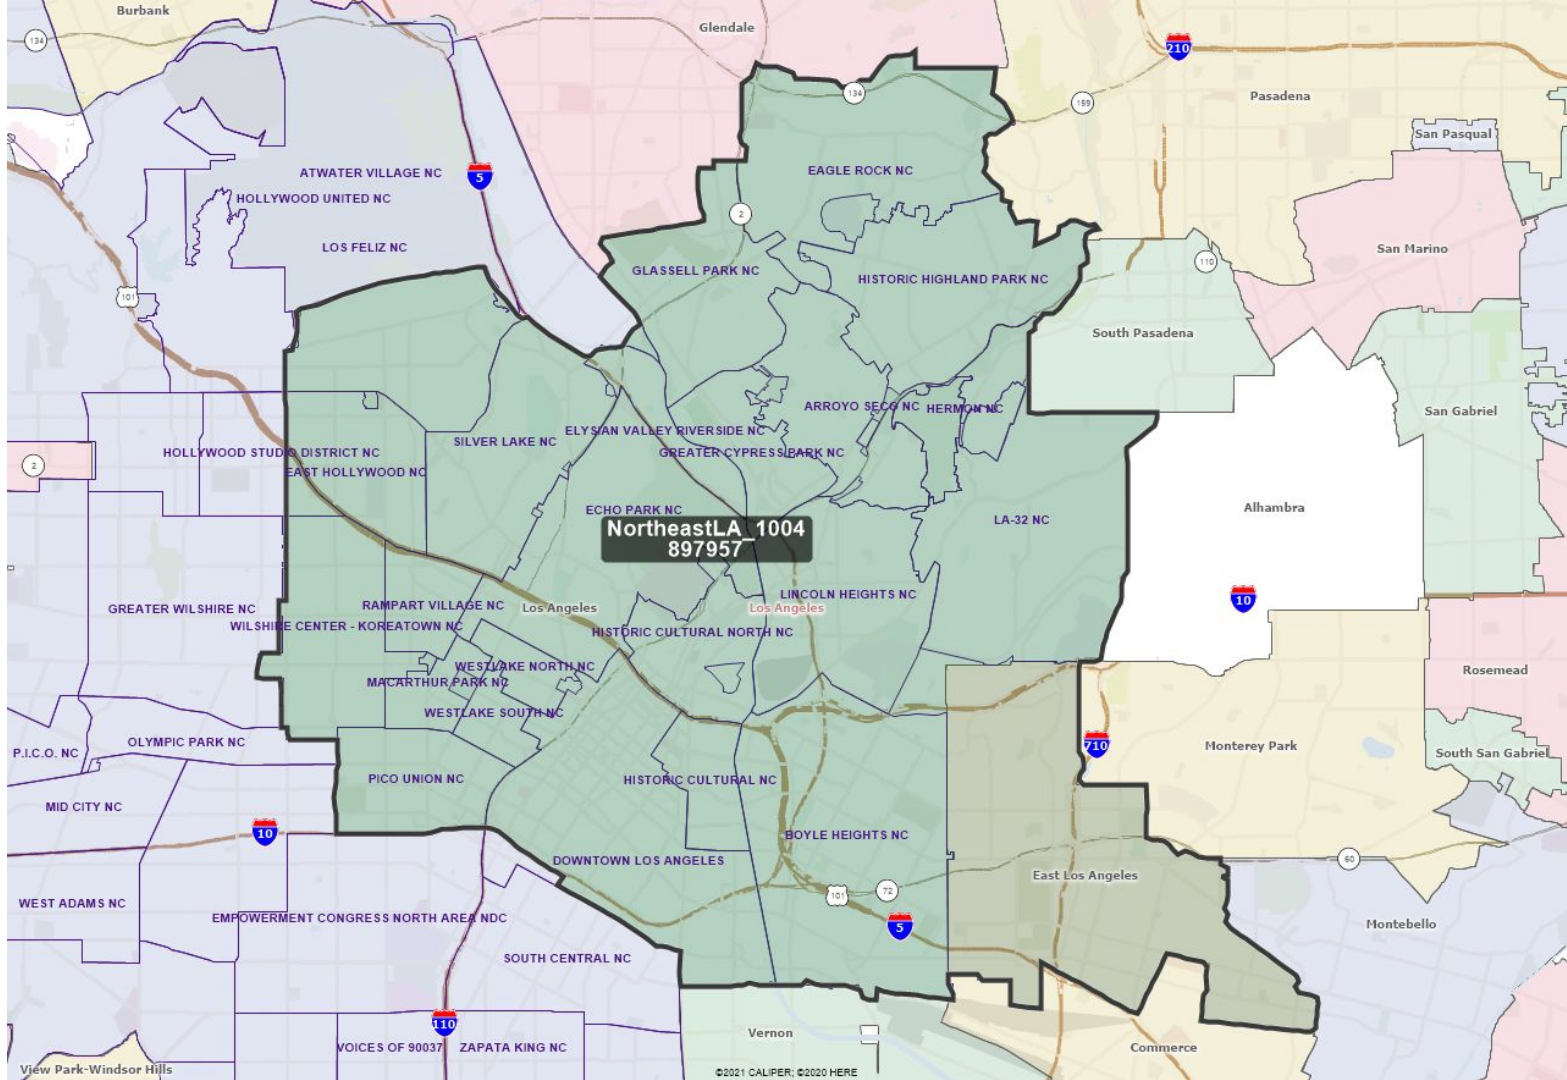 Burbank
Glendale
134
210
134
159
Pasadena
San Pasqual
ATWATER VILLAGE NC
5
EAGLE ROCK NC
HOLLYWOOD UNITED NC
2
LOS FELIZ NC
San Marino
GLASSELL PARK NC
HISTORIC HIGHLAND PARK NC
110
101
South Pasadena
ARROYO SECO NC
HERMON NC
San Gabriel
ELYSIAN VALLEY RIVERSIDE NC
SILVER LAKE NC
HOLLYWOOD STUDIO DISTRICT NC
GREATER CYPRESS PARK NC
2
EAST HOLLYWOOD NC
ECHO PARK NC
Alhambra
LA-32 NC
NortheastLA_1004
897957
LINCOLN HEIGHTS NC
10
GREATER WILSHIRE NC
RAMPART VILLAGE NC
Los Angeles
Los Angeles
WILSHIRE CENTER - KOREATOWN NC
HISTORIC CULTURAL NORTH NC
WESTLAKE NORTH NC
Rosemead
MACARTHUR PARK NC
WESTLAKE SOUTH NC
OLYMPIC PARK NC
P.I.C.O. NC
710
Monterey Park
South San Gabriel
PICO UNION NC
HISTORIC CULTURAL NC
MID CITY NC
10
BOYLE HEIGHTS NC
DOWNTOWN LOS ANGELES
60
East Los Angeles
101
72
WEST ADAMS NC
EMPOWERMENT CONGRESS NORTH AREA NDC
5
Montebello
SOUTH CENTRAL NC
110
Vernon
VOICES OF 90037
ZAPATA KING NC
Commerce
View Park-Windsor Hills
©2021 CALIPER; ©2020 HERE